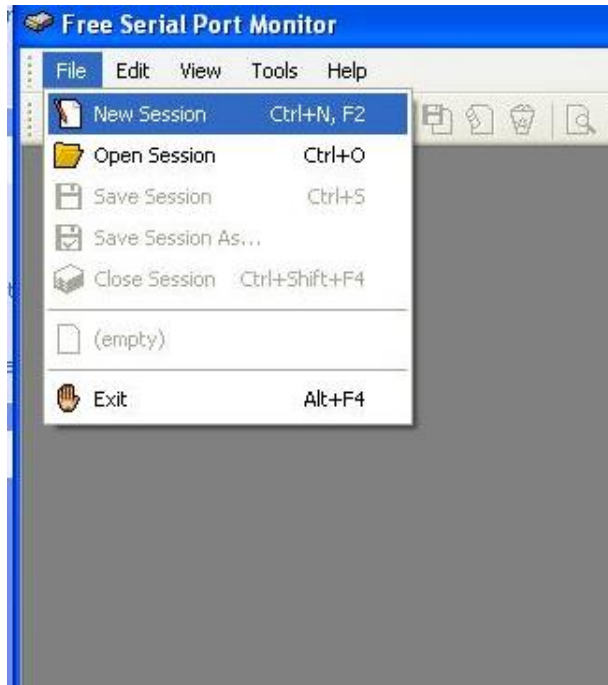 Free Serial Port Monitor
File Edit View Tools Help
New Session Ctrl+N, F2
Open Session Ctrl+O
Save Session Ctrl+S
Save Session As...
Close Session Ctrl+Shift+F4
(empty)
Exit Alt+F4